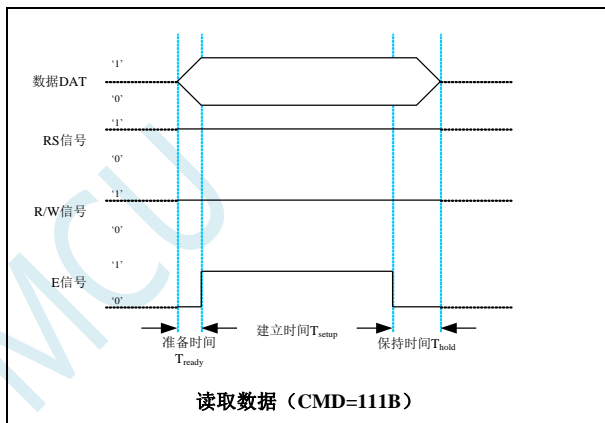 ‘1’
数据DAT
‘0’
‘1’
RS信号
‘0’
‘1’
R/W信号
‘0’
‘1’
E信号
‘0’
准备时间
Tready
建立时间Tsetup
保持时间Thold
读取数据（CMD=111B）
MCU